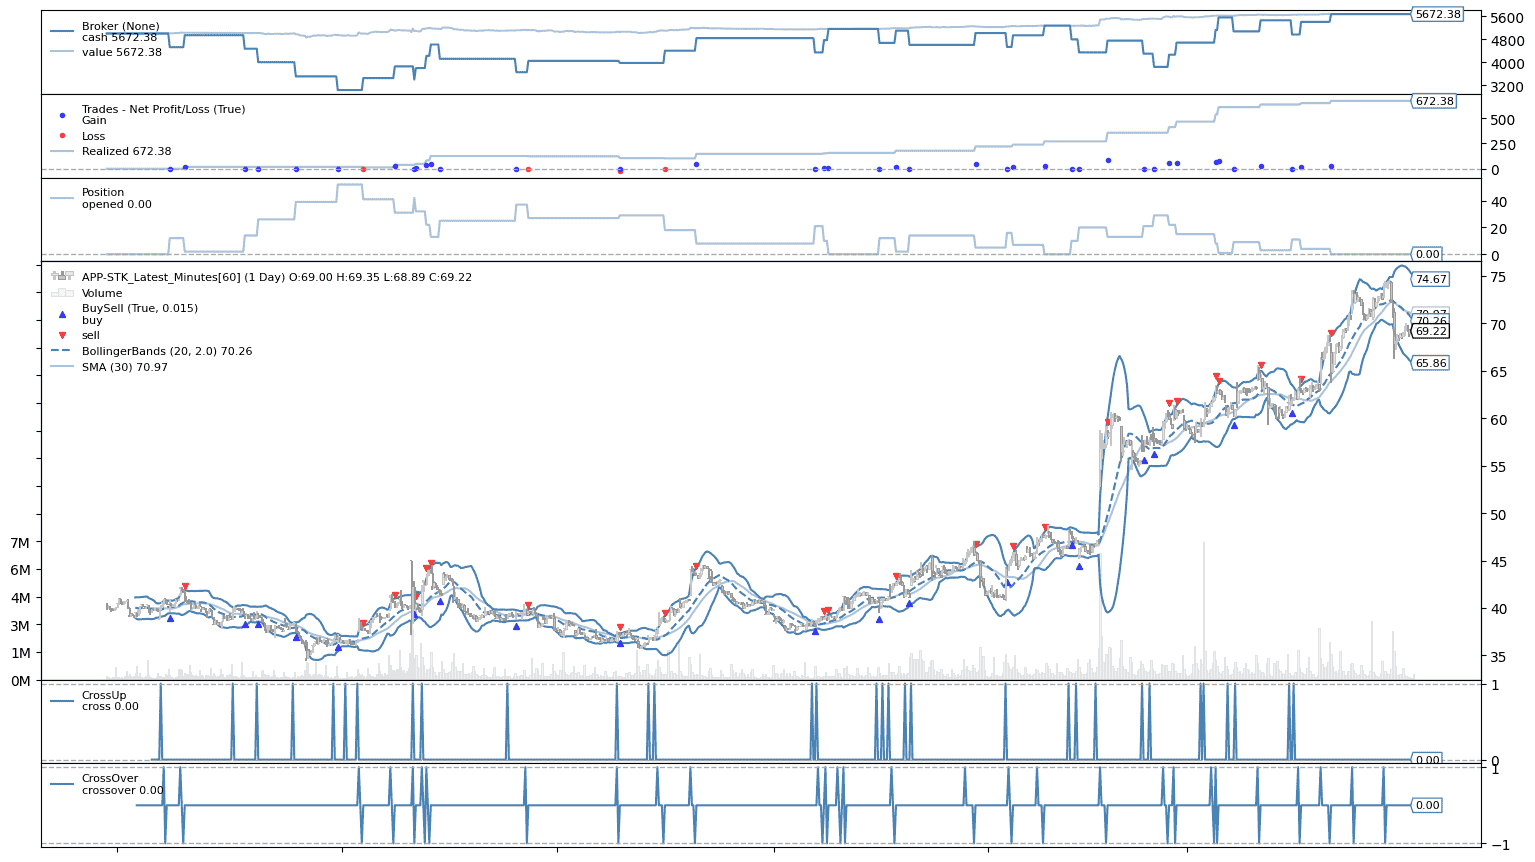 Broker (None)
cash 5672.38
value 5672.38
5672.38
5600
4800
4000
3200
Trades - Net Profit/Loss (True)
Gain
Loss
Realized 672.38
672.38
500
250
0
Position
opened 0.00
40
20
0
0.00
APP-STK_Latest_Minutes[60] (1 Day) O:69.00 H:69.35 L:68.89 C:69.22
Volume
BuySell (True, 0.015)
buy
sell
BollingerBands (20, 2.0) 70.26
SMA (30) 70.97
74.67
70.97
70.26
69.22
65.86
75
70
65
60
55
50
45
40
35
7M
6M
4M
3M
1M
0M
CrossUp
cross 0.00
1
0
0.00
CrossOver
crossover 0.00
1
0.00
−1